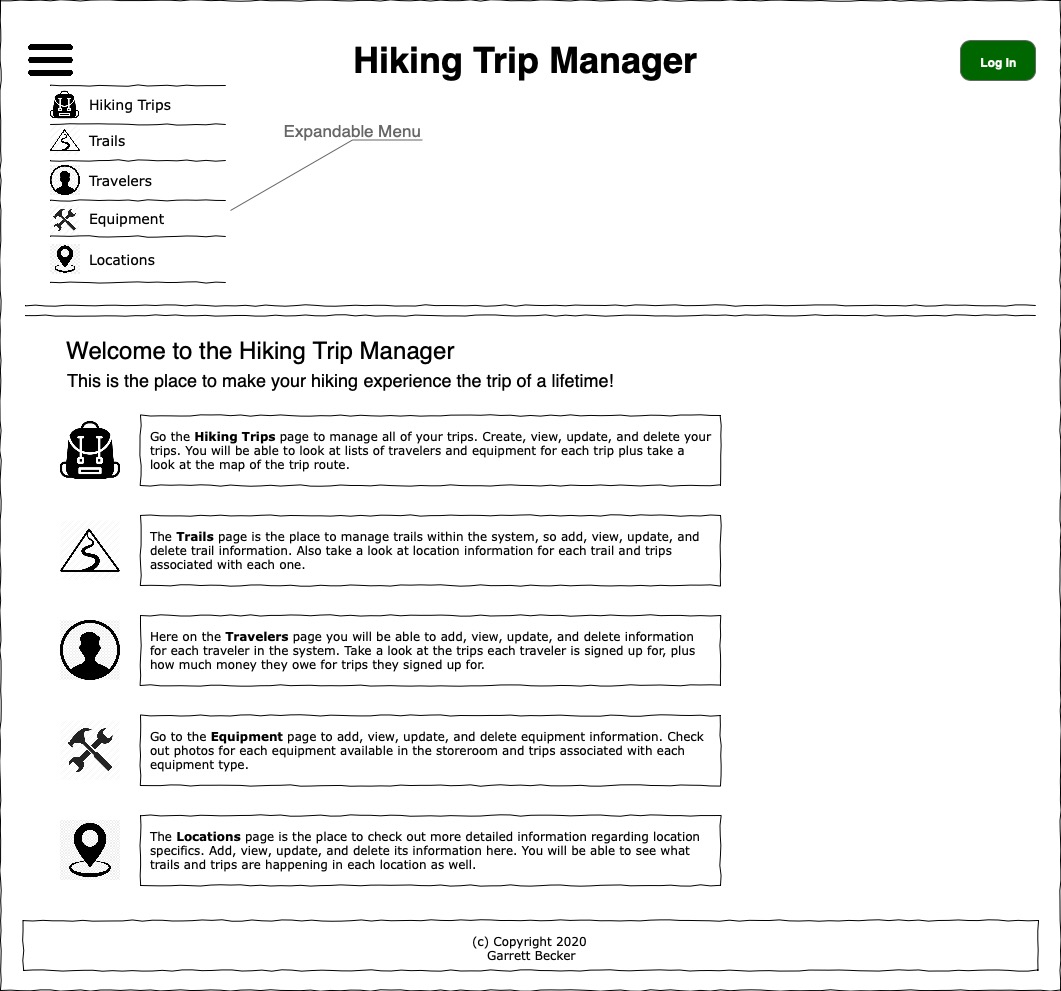 Hiking Trip Manager
Log In
Hiking Trips
Expandable Menu
Trails
Travelers
Equipment
Locations
Welcome to the Hiking Trip Manager
This is the place to make your hiking experience the trip of a lifetime!
Go the Hiking Trips page to manage all of your trips. Create, view, update, and delete your
trips. You will be able to look at lists of travelers and equipment for each trip plus take a
look at the map of the trip route.
The Trails page is the place to manage trails within the system, so add, view, update, and
delete trail information. Also take a look at location information for each trail and trips
associated with each one.
Here on the Travelers page you will be able to add, view, update, and delete information
for each traveler in the system. Take a look at the trips each traveler is signed up for, plus
how much money they owe for trips they signed up for.
Go to the Equipment page to add, view, update, and delete equipment information. Check
out photos for each equipment available in the storeroom and trips associated with each
equipment type.
The Locations page is the place to check out more detailed information regarding location
specifics. Add, view, update, and delete its information here. You will be able to see what
trails and trips are happening in each location as well.
(c) Copyright 2020
Garrett Becker